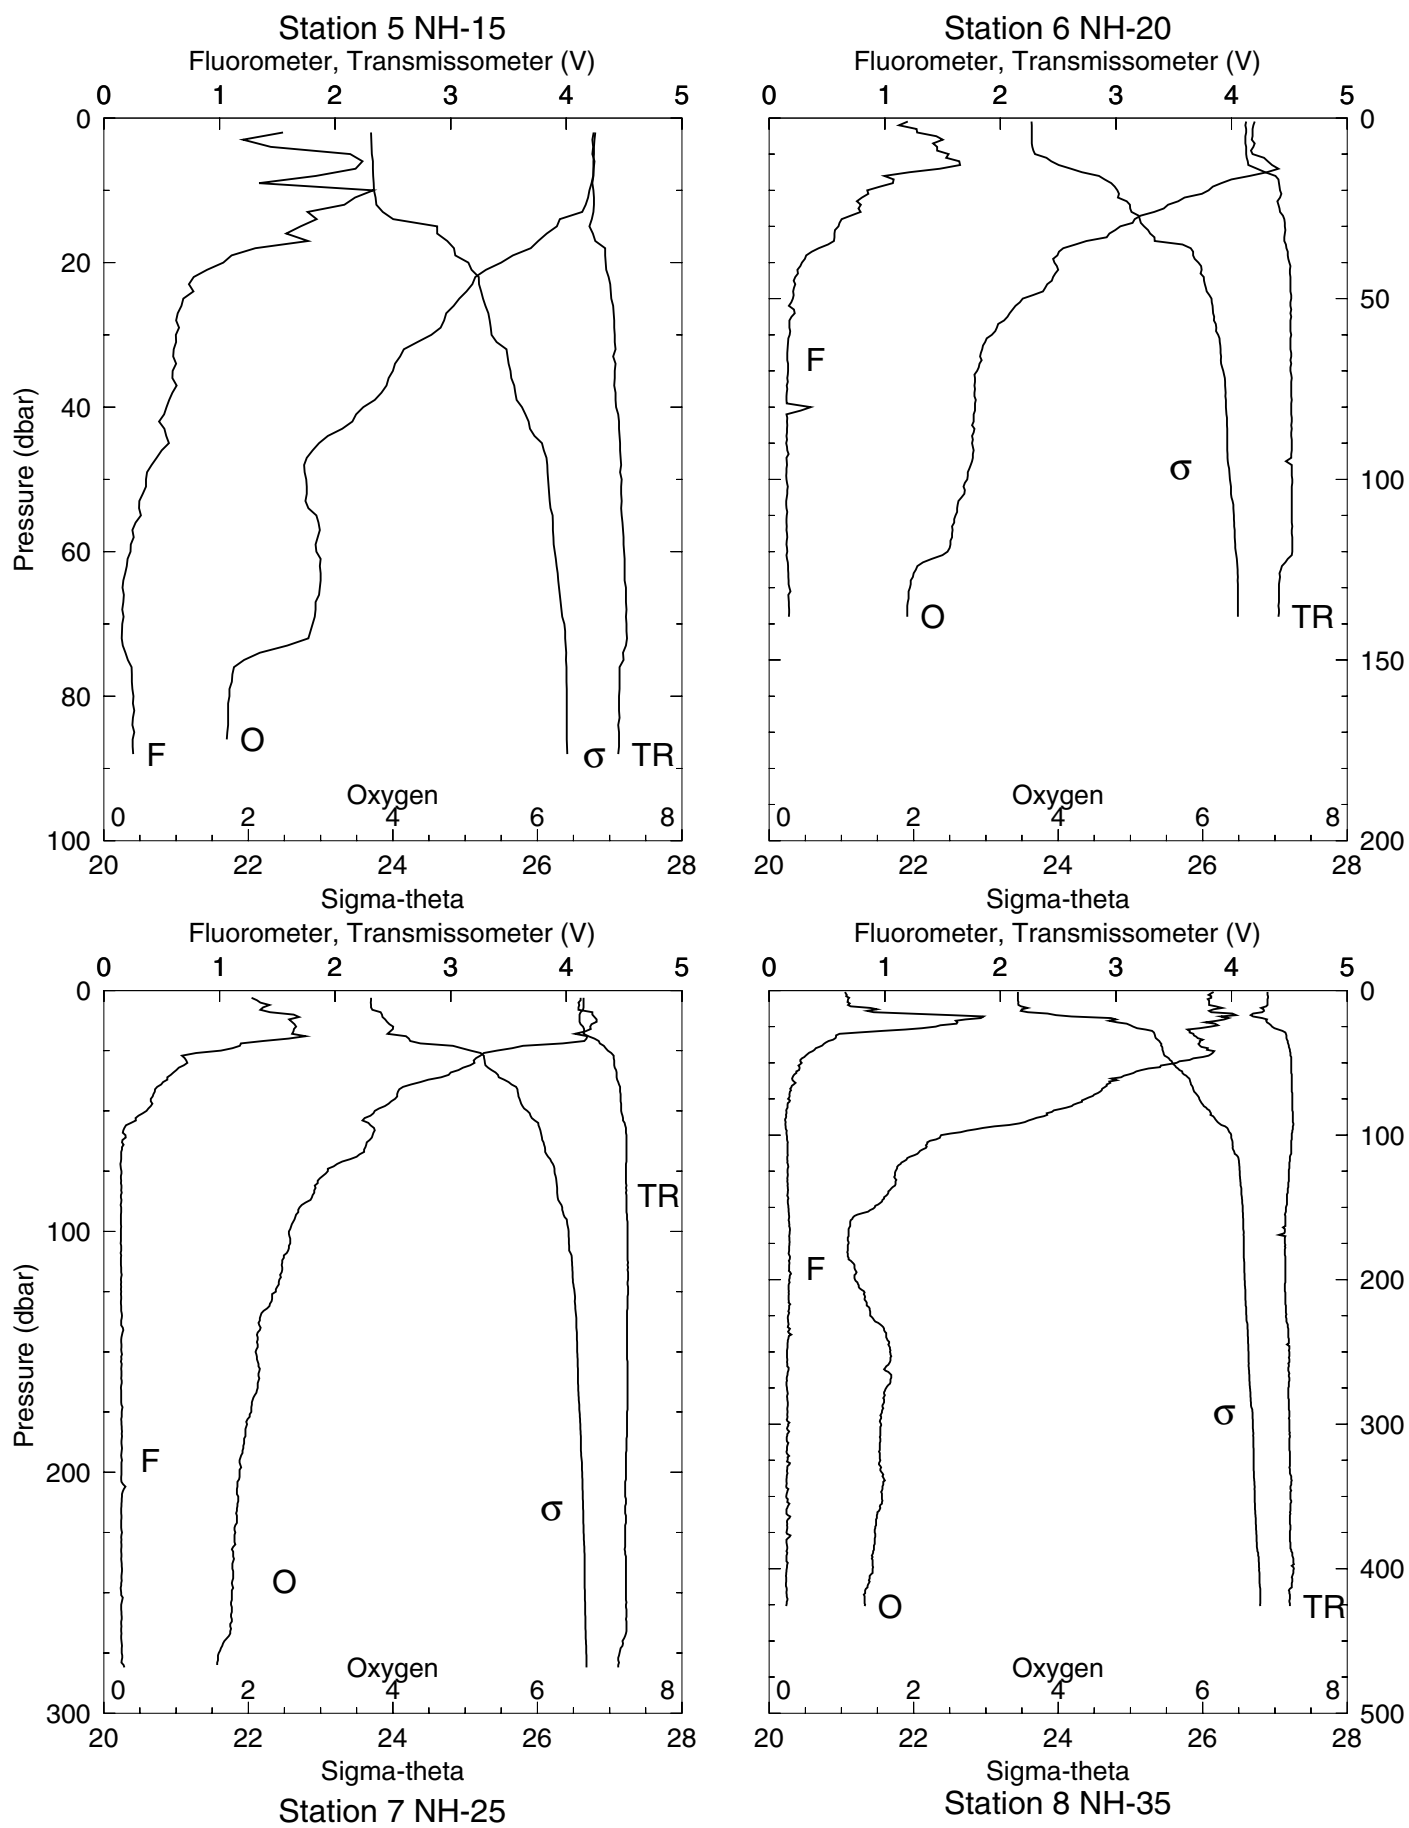 Station 5 NH-15
Fluorometer, Transmissometer (V)
0 1 2 3 4 5
0
20
40
60
80
100
Pressure (dbar)
F O σ TR
Oxygen
0 2 4 6 8
20 22 24 26 28
Sigma-theta
Station 6 NH-20
Fluorometer, Transmissometer (V)
0 1 2 3 4 5
0
50
100
150
200
F
σ
O TR
Oxygen
0 2 4 6 8
20 22 24 26 28
Sigma-theta
Fluorometer, Transmissometer (V)
0 1 2 3 4 5
0
100
200
300
Pressure (dbar)
TR
F
σ
O
Oxygen
0 2 4 6 8
20 22 24 26 28
Sigma-theta
Station 7 NH-25
Fluorometer, Transmissometer (V)
0 1 2 3 4 5
0
100
200
300
400
500
F
σ
O TR
Oxygen
0 2 4 6 8
20 22 24 26 28
Sigma-theta
Station 8 NH-35